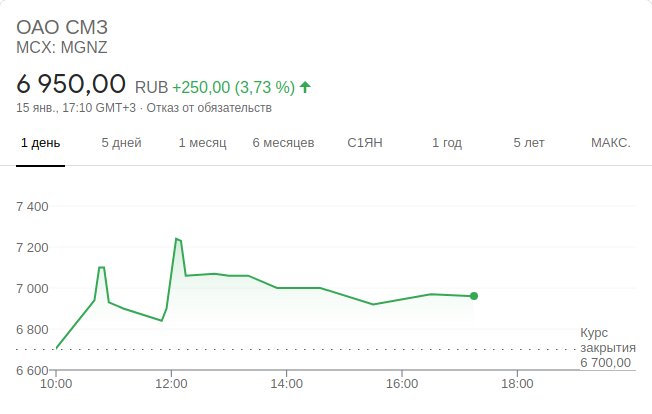 ОАО СМЗ
MCX: MGNZ
6 950,00 RUB +250,00 (3,73 %)
15 янв., 17:10 GMT+3 · Отказ от обязательств
1 день 5 дней 1 месяц 6 месяцев С1ЯН 1 год 5 лет МАКС.
7 400
7 200
7 000
6 800
Курс
закрытия
6 700,00
6 600
10:00 12:00 14:00 16:00 18:00